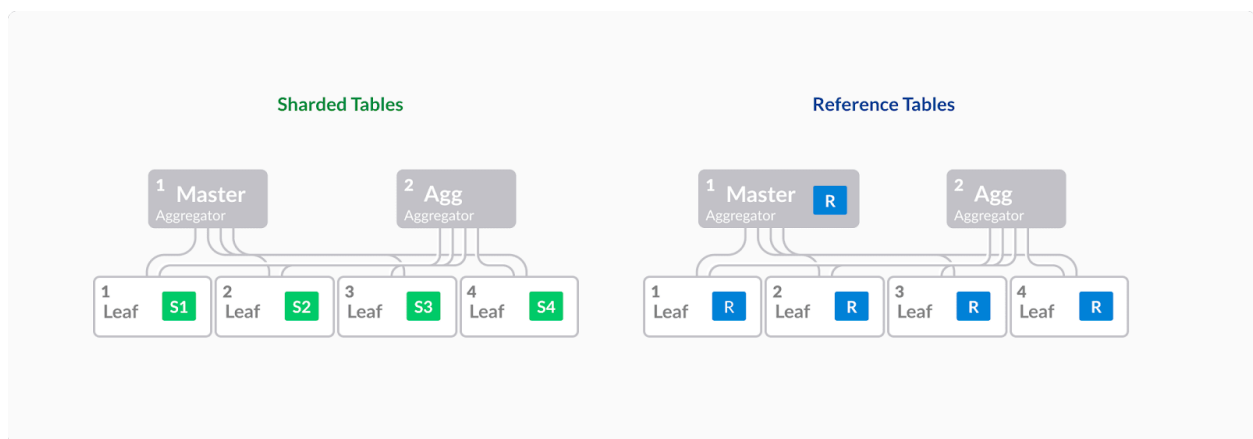 Sharded Tables
1 Master
Aggregator
2 Agg
Aggregator
1
Leaf S1
2
Leaf S2
3
Leaf S3
4
Leaf S4
Reference Tables
1 Master
Aggregator R
2 Agg
Aggregator
1
Leaf R
2
Leaf R
3
Leaf R
4
Leaf R